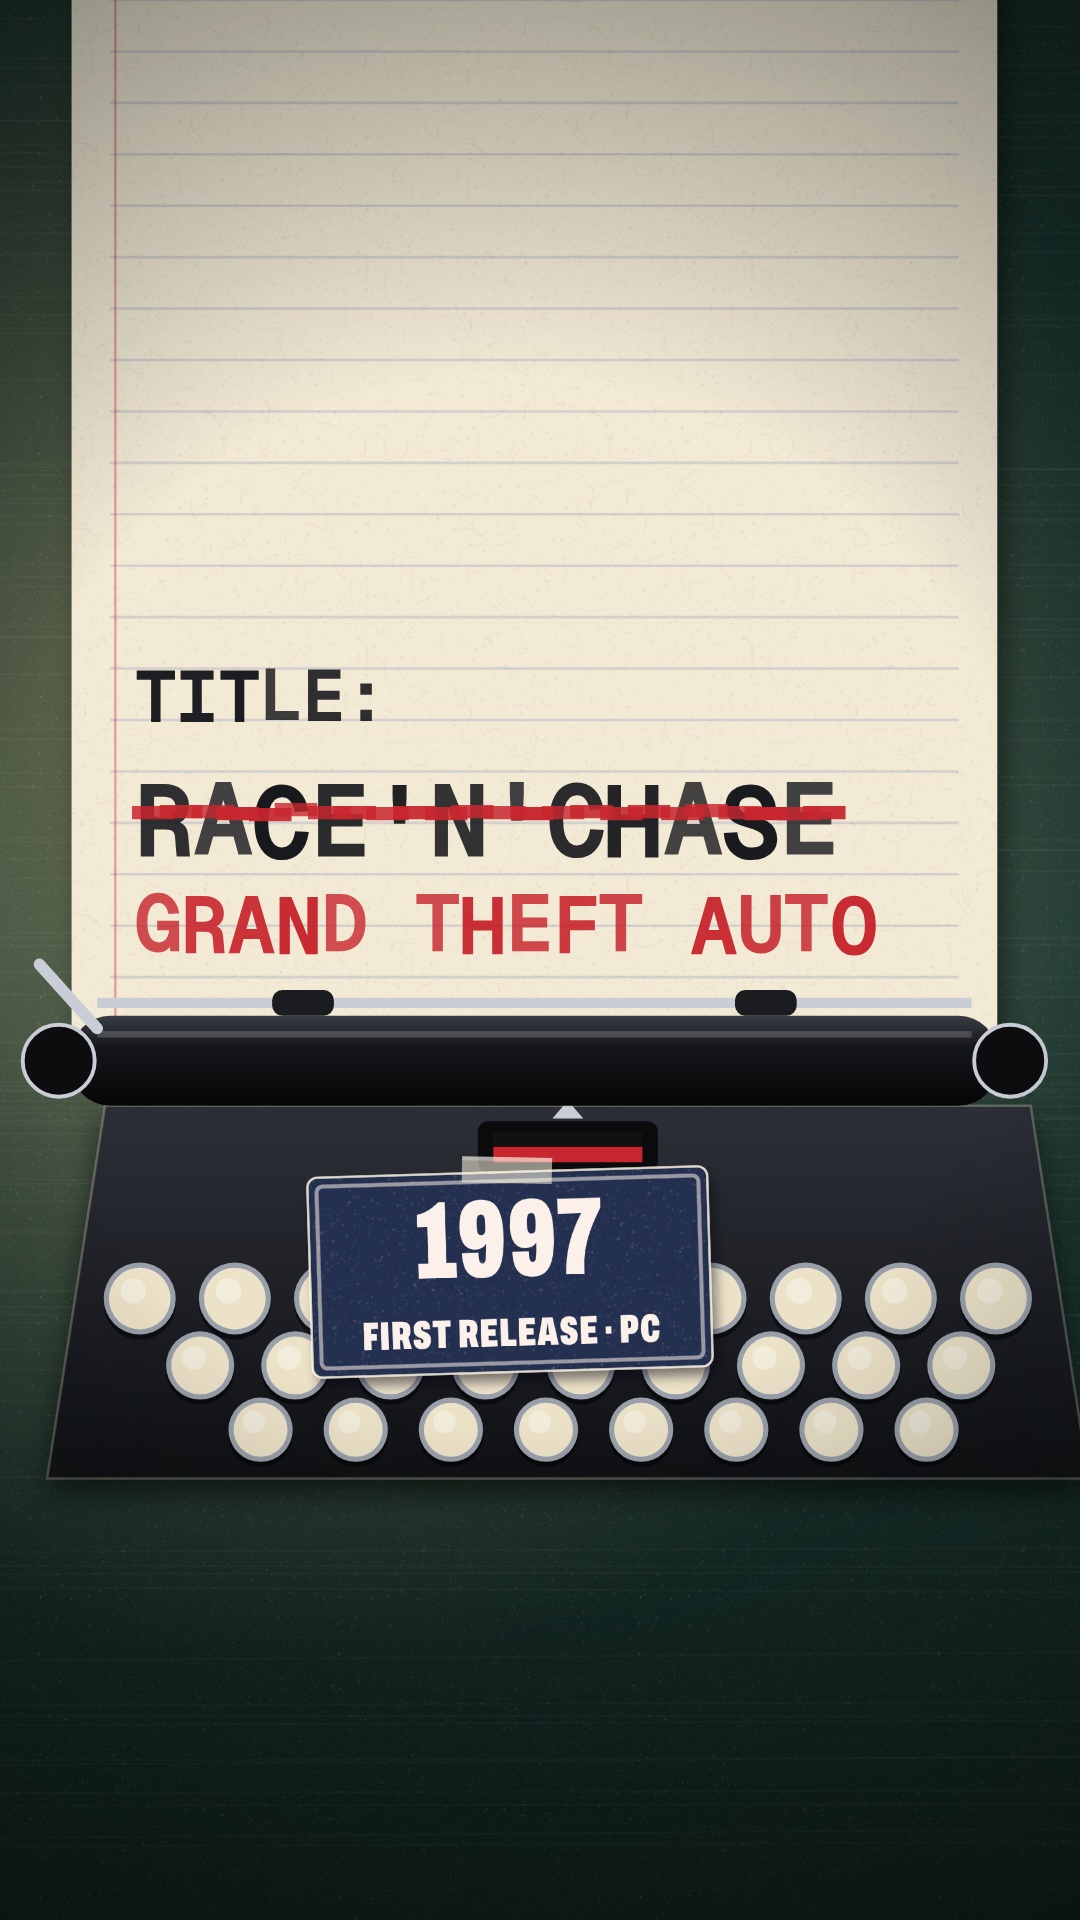 TITLE:
RACE'N'CHASE
GRAND THEFT AUTO
1997
FIRST RELEASE · PC